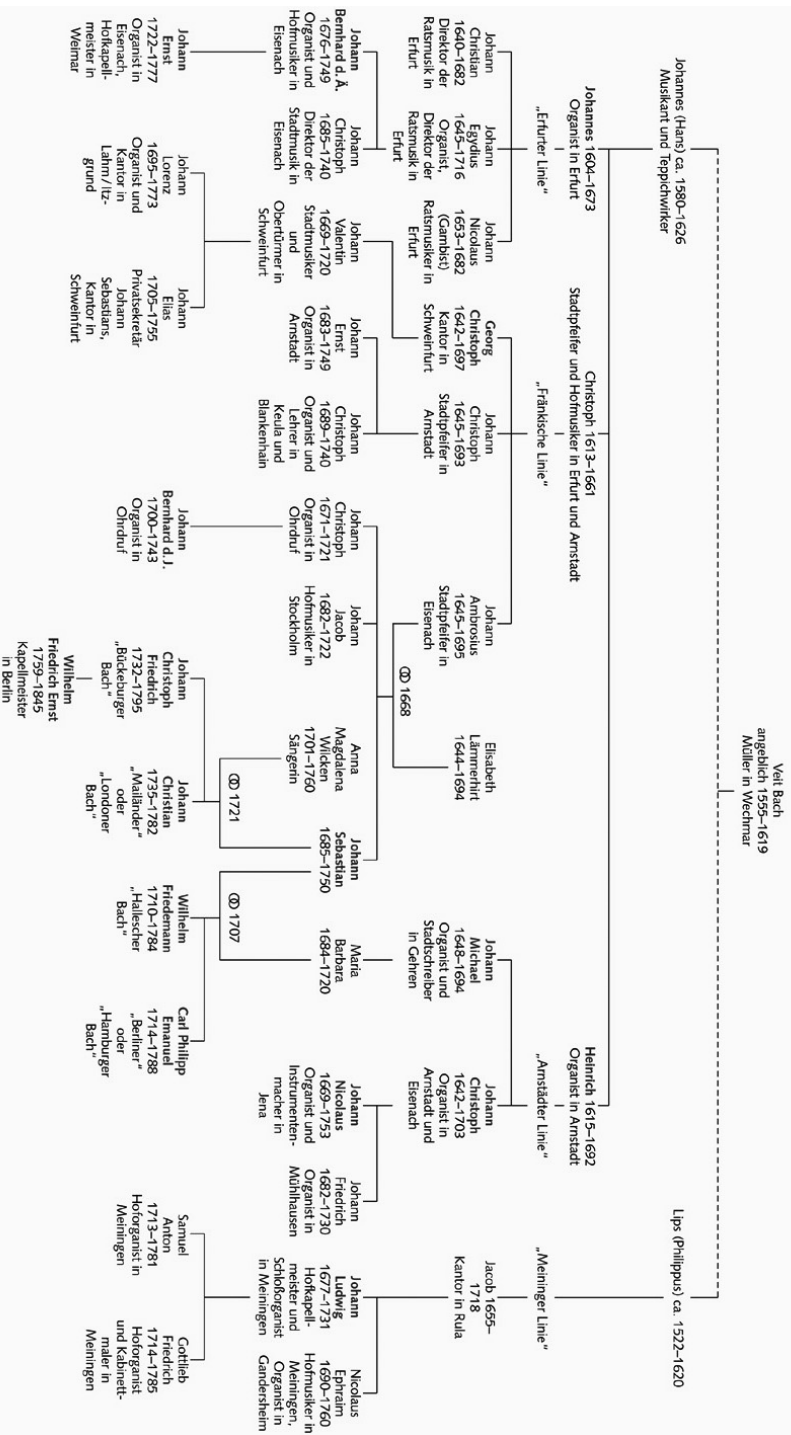 Veit Bach
angeblich 1555–1619
Müller in Wechmar
Johannes (Hans) ca. 1580–1626
Musikant und Teppichwirker
Lips (Philippus) ca. 1522–1620
Johannes 1604–1673
Organist in Erfurt
Christoph 1613–1661
Stadtpfeifer und Hofmusiker in Erfurt und Arnstadt
Heinrich 1615–1692
Organist in Arnstadt
„Erfurter Linie“
„Fränkische Linie“
„Arnstädter Linie“
„Meininger Linie“
Johann
Christian
1640–1682
Direktor der
Ratsmusik in
Erfurt
Johann
Egydius
1645–1716
Organist,
Direktor der
Ratsmusik in
Erfurt
Johann
Nicolaus
(Gambist)
1653–1682
Ratsmusiker in
Erfurt
Georg
Christoph
1642–1697
Kantor in
Schweinfurt
Johann
Christoph
1645–1693
Stadtpfeifer in
Arnstadt
Johann
Ambrosius
1645–1695
Stadtpfeifer in
Eisenach
Elisabeth
Lämmerhirt
1644–1694
Johann
Michael
1648–1694
Organist und
Stadtschreiber
in Gehren
Johann
Christoph
1642–1703
Organist in
Arnstadt und
Eisenach
Jacob 1655–
1718
Kantor in Rula
⚭ 1668
Johann
Bernhard d. Ä.
1676–1749
Organist und
Hofmusiker in
Eisenach
Johann
Christoph
1685–1740
Direktor der
Stadtmusik in
Eisenach
Johann
Valentin
1669–1720
Stadtmusiker
und
Obertürmer in
Schweinfurt
Johann
Ernst
1683–1749
Organist in
Arnstadt
Johann
Christoph
1689–1740
Organist und
Lehrer in
Keula und
Blankenhain
Johann
Christoph
1671–1721
Organist in
Ohrdruf
Johann
Jacob
1682–1722
Hofmusiker in
Stockholm
Anna
Magdalena
Wilcken
1701–1760
Sängerin
Johann
Sebastian
1685–1750
Maria
Barbara
1684–1720
Johann
Nicolaus
1669–1753
Organist und
Instrumenten-
macher in
Jena
Johann
Friedrich
1682–1730
Organist in
Mühlhausen
Johann
Ludwig
1677–1731
Hofkapell-
meister und
Schloßorganist
in Meiningen
Nicolaus
Ephraim
1690–1760
Hofmusiker in
Meiningen,
Organist in
Gandersheim
⚭ 1721
⚭ 1707
Johann
Ernst
1722–1777
Organist in
Eisenach,
Hofkapell-
meister in
Weimar
Johann
Lorenz
1695–1773
Organist und
Kantor in
Lahm / Itz-
grund
Johann
Elias
1705–1755
Privatsekretär
Johann
Sebastians,
Kantor in
Schweinfurt
Johann
Bernhard d. J.
1700–1743
Organist in
Ohrdruf
Johann
Christoph
Friedrich
1732–1795
„Bückeburger
Bach“
Johann
Christian
1735–1782
„Mailänder“
oder
„Londoner
Bach“
Wilhelm
Friedemann
1710–1784
„Hallescher
Bach“
Carl Philipp
Emanuel
1714–1788
„Berliner“
oder
„Hamburger
Bach“
Samuel
Anton
1713–1781
Hoforganist in
Meiningen
Gottlieb
Friedrich
1714–1785
Hoforganist
und Kabinett-
maler in
Meiningen
Wilhelm
Friedrich Ernst
1759–1845
Kapellmeister
in Berlin